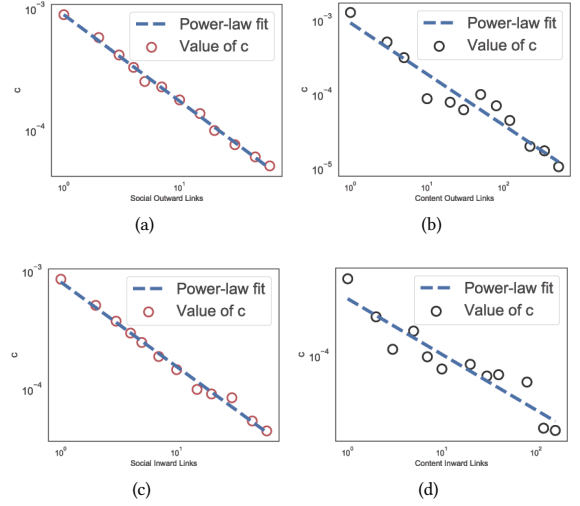 10⁻³
10⁻⁴
c
Power-law fit
Value of c
10⁰
10¹
Social Outward Links
(a)
10⁻³
10⁻⁴
10⁻⁵
c
Power-law fit
Value of c
10⁰
10¹
10²
Content Outward Links
(b)
10⁻³
10⁻⁴
c
Power-law fit
Value of c
10⁰
10¹
Social Inward Links
(c)
10⁻⁴
c
Power-law fit
Value of c
10⁰
10¹
10²
Content Inward Links
(d)